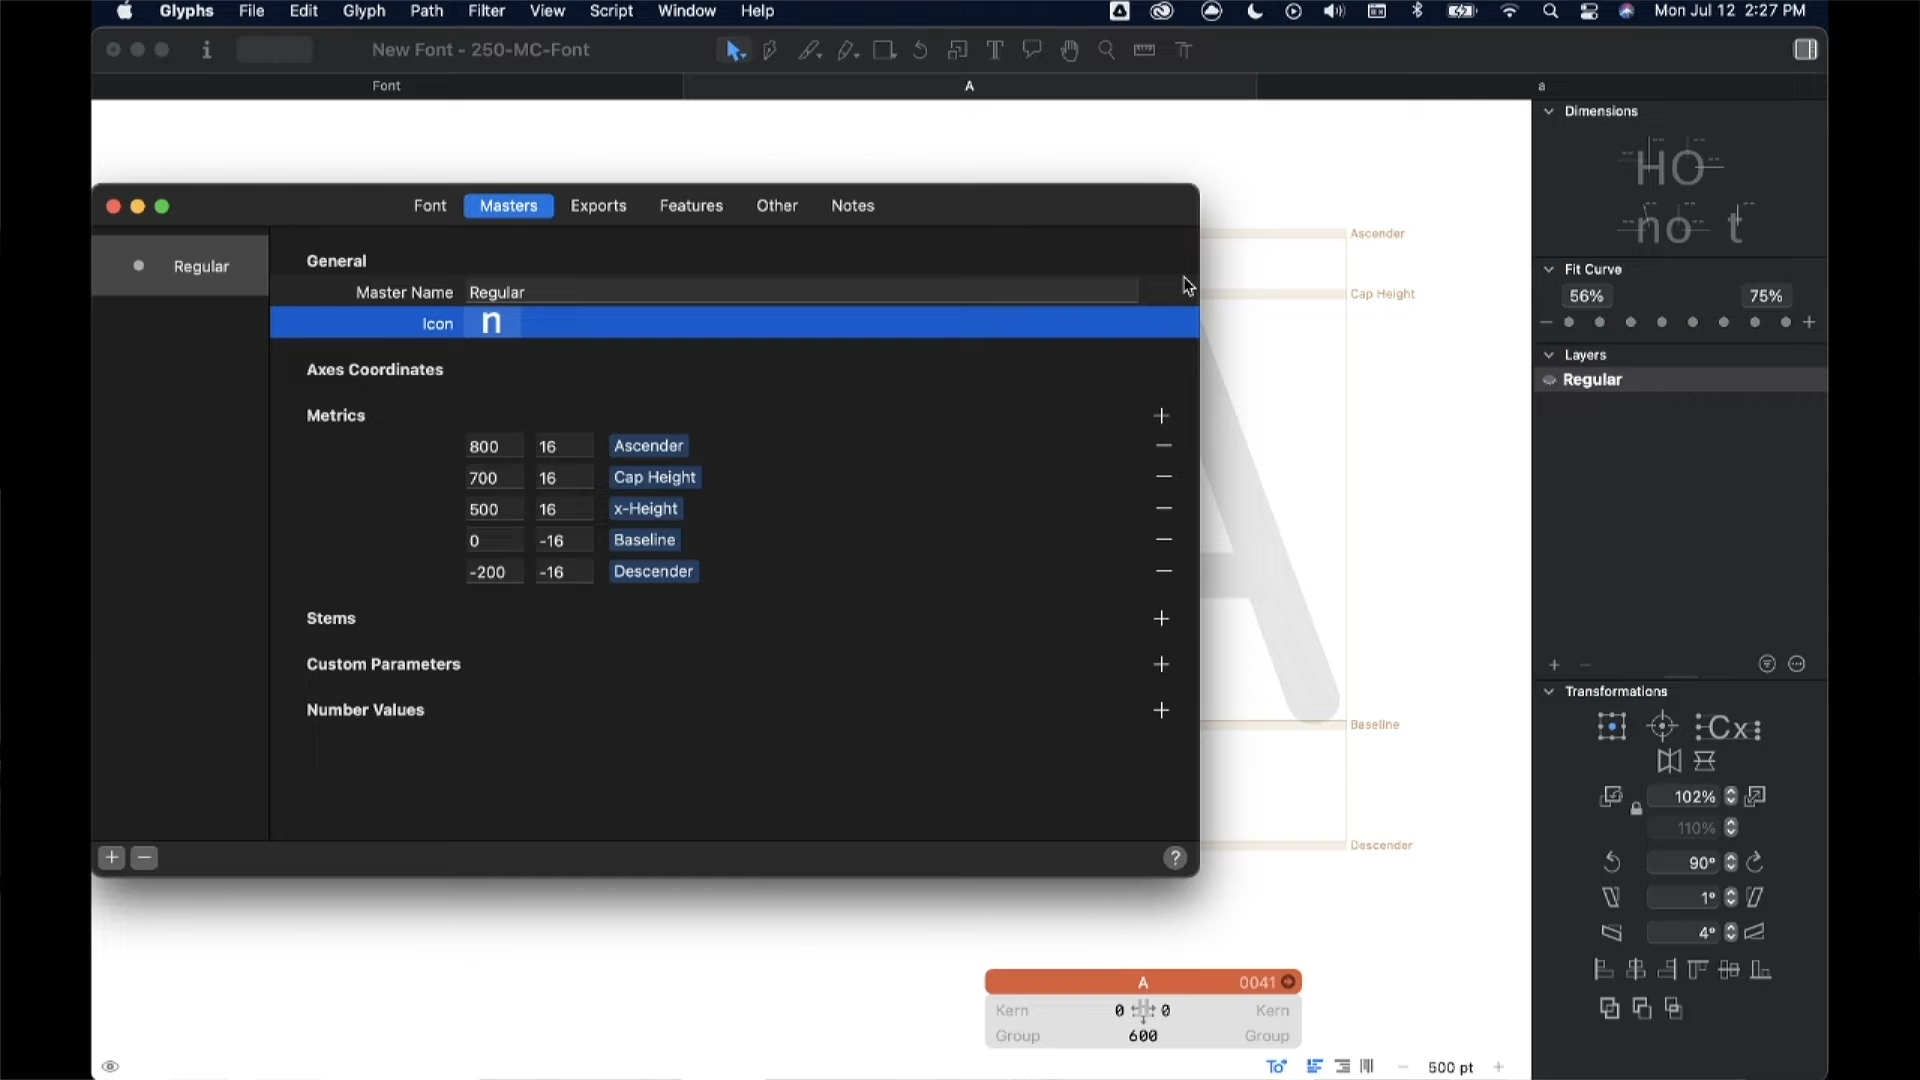 Glyphs File Edit Glyph Path Filter View Script Window Help Mon Jul 12 2:27 PM
New Font - 250-MC-Font
Font A a
Dimensions
HO
no t
Font Masters Exports Features Other Notes
Regular
General
Master Name Regular
Icon n
Axes Coordinates
Metrics
800 16 Ascender
700 16 Cap Height
500 16 x-Height
0 -16 Baseline
-200 -16 Descender
Stems
Custom Parameters
Number Values
?
A
Ascender
Cap Height
Baseline
Descender
Fit Curve
56% 75%
Layers
Regular
Transformations
Cx
102%
110%
90°
1°
4°
A 0041
Kern 0 0 Kern
Group 600 Group
500 pt